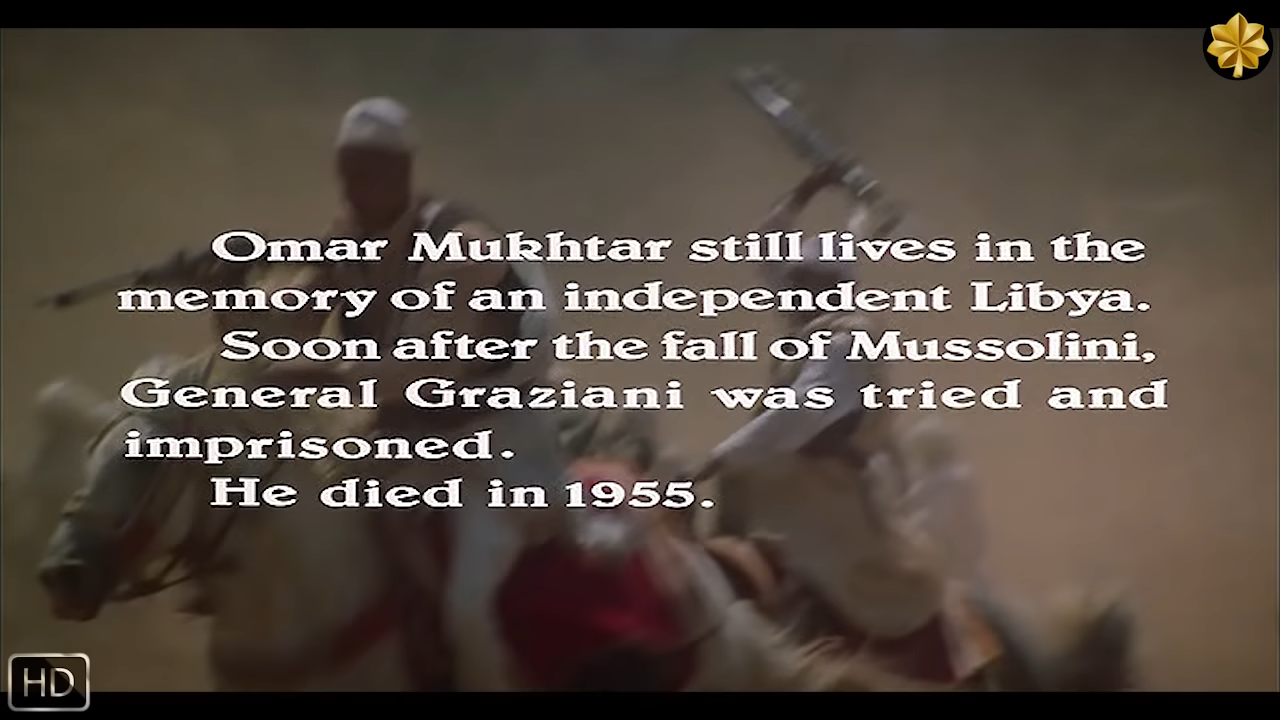 Omar Mukhtar still lives in the
memory of an independent Libya.
Soon after the fall of Mussolini,
General Graziani was tried and
imprisoned.
He died in 1955.
HD